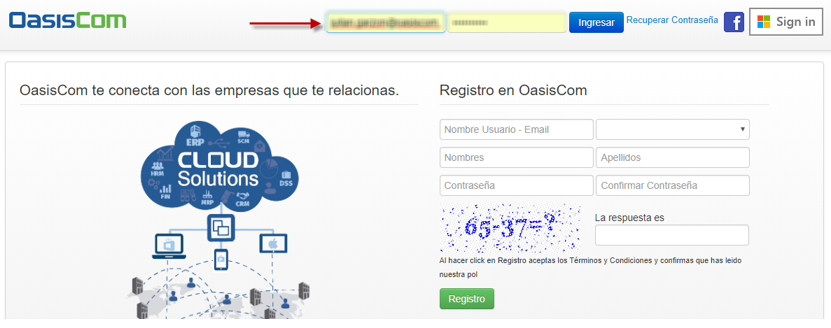 OasisCom
Ingresar
Recuperar Contraseña
f
Sign in
OasisCom te conecta con las empresas que te relacionas.
Registro en OasisCom
ERP
SCM
HRM
CLOUD
Solutions
DSS
FIN
MRP
CRM
Nombre Usuario - Email
Nombres
Apellidos
Contraseña
Confirmar Contraseña
65-37=?
La respuesta es
Al hacer click en Registro aceptas los Términos y Condiciones y confirmas que has leido
nuestra pol
Registro